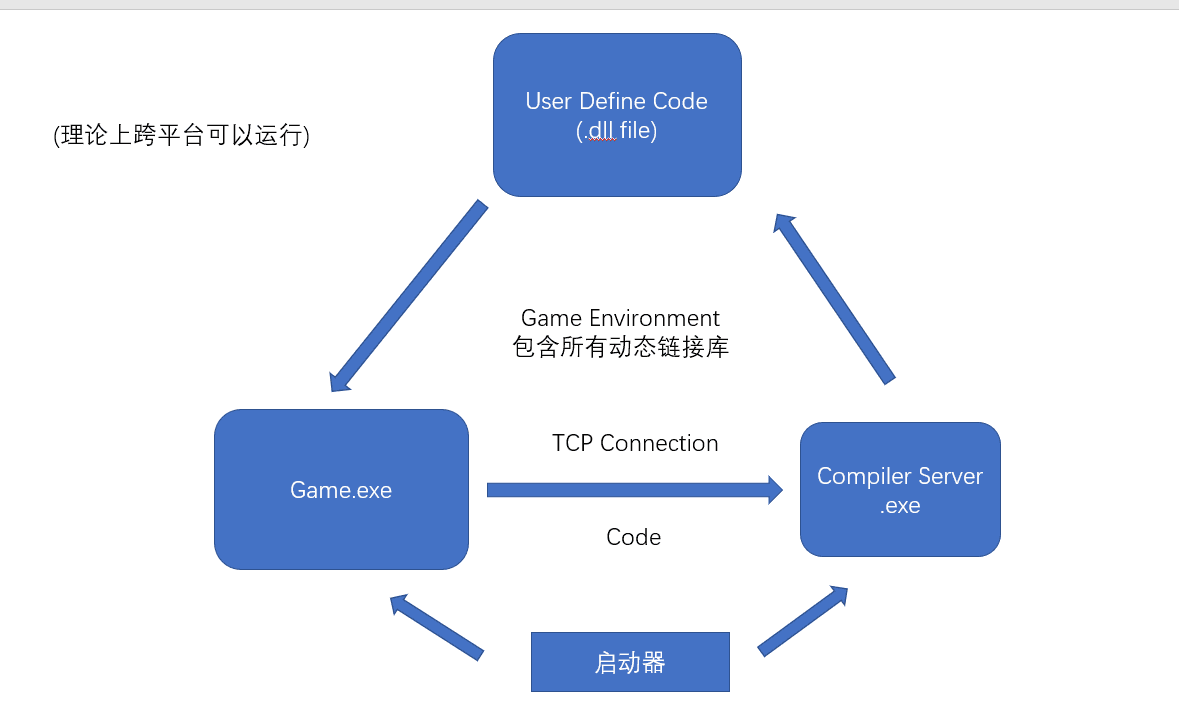 User Define Code
(.dll file)
(理论上跨平台可以运行)
Game Environment
包含所有动态链接库
TCP Connection
Game.exe
Compiler Server
.exe
Code
启动器